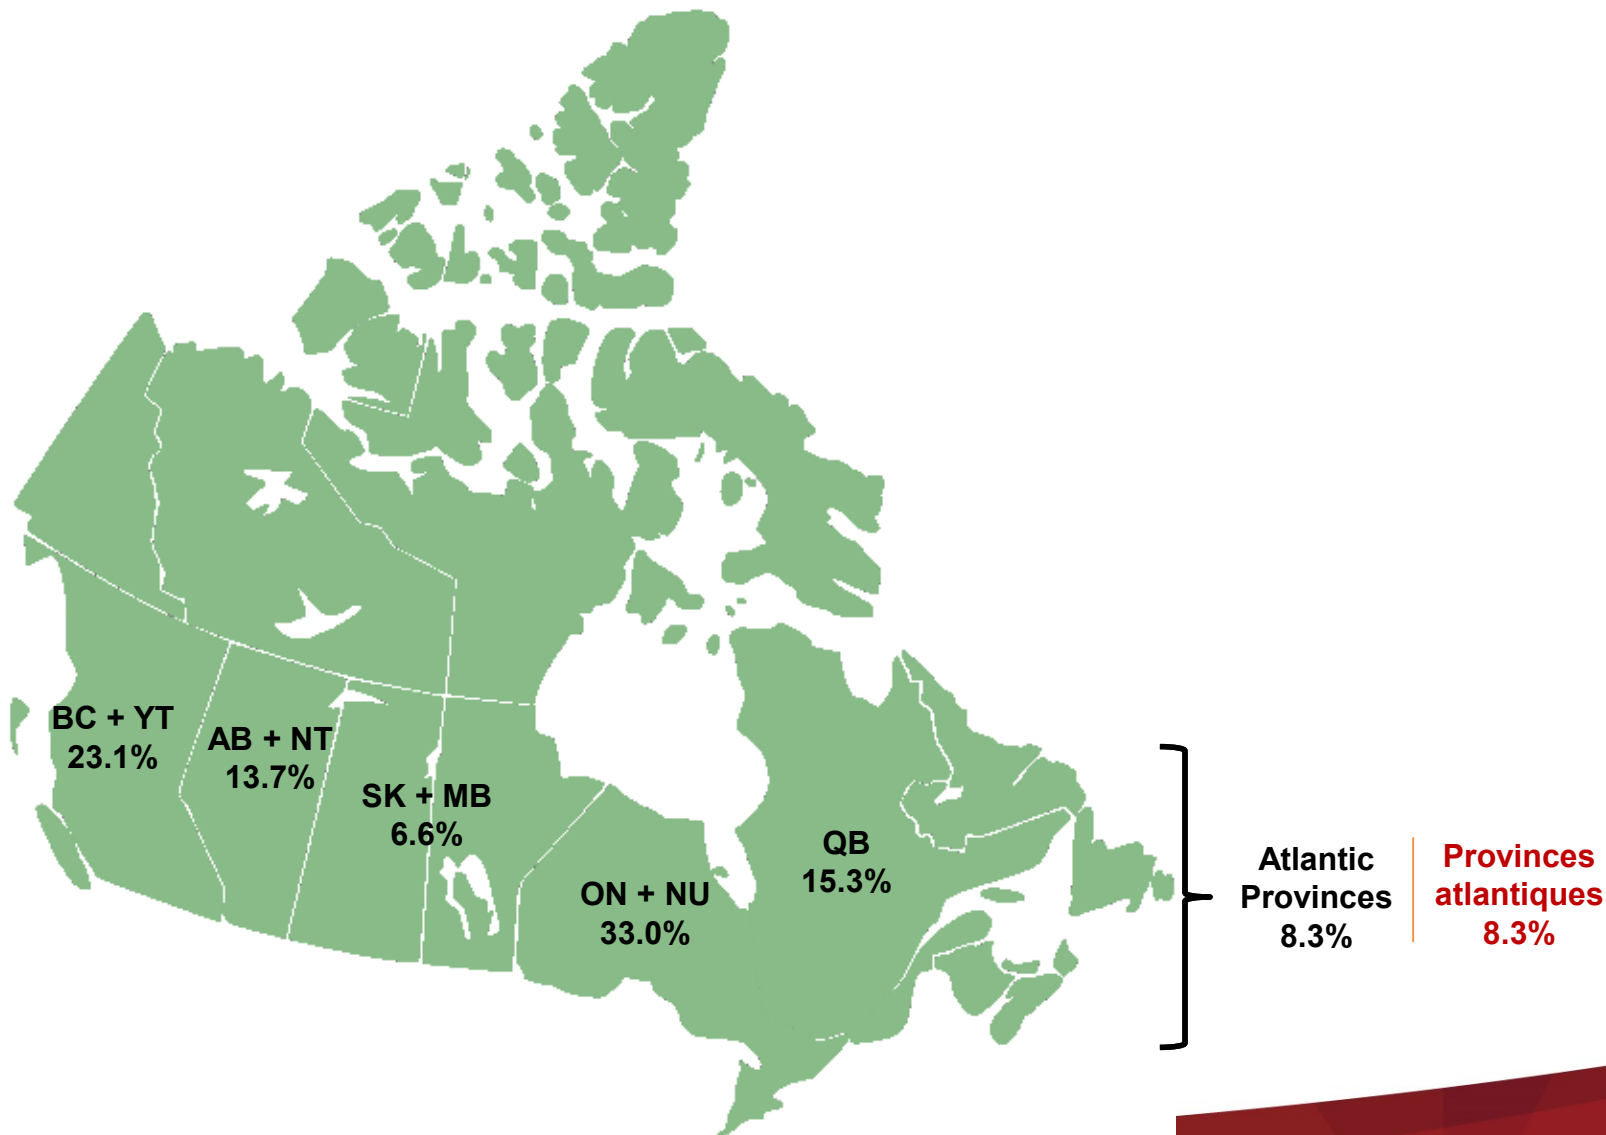 BC + YT
23.1%
AB + NT
13.7%
SK + MB
6.6%
ON + NU
33.0%
QB
15.3%
Atlantic
Provinces
8.3%
Provinces
atlantiques
8.3%